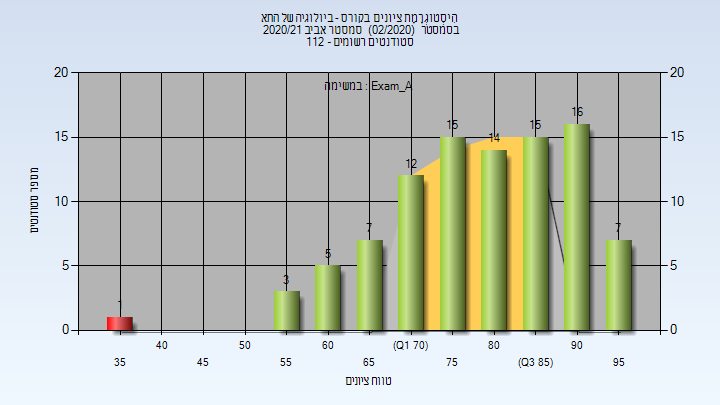 היסטוגרמת ציונים בקורס - ביולוגיה של התא
בסמסטר (02/2020) סמסטר אביב 2020/21
סטודנטים רשומים - 112
במשימה : Exam_A
מספר סטודנטים
20 20
15 15
10 10
5 5
0 0
1 3 5 7 12 15 14 15 16 7
40 50 60 (Q1 70) 80 90
35 45 55 65 75 (Q3 85) 95
טווח ציונים